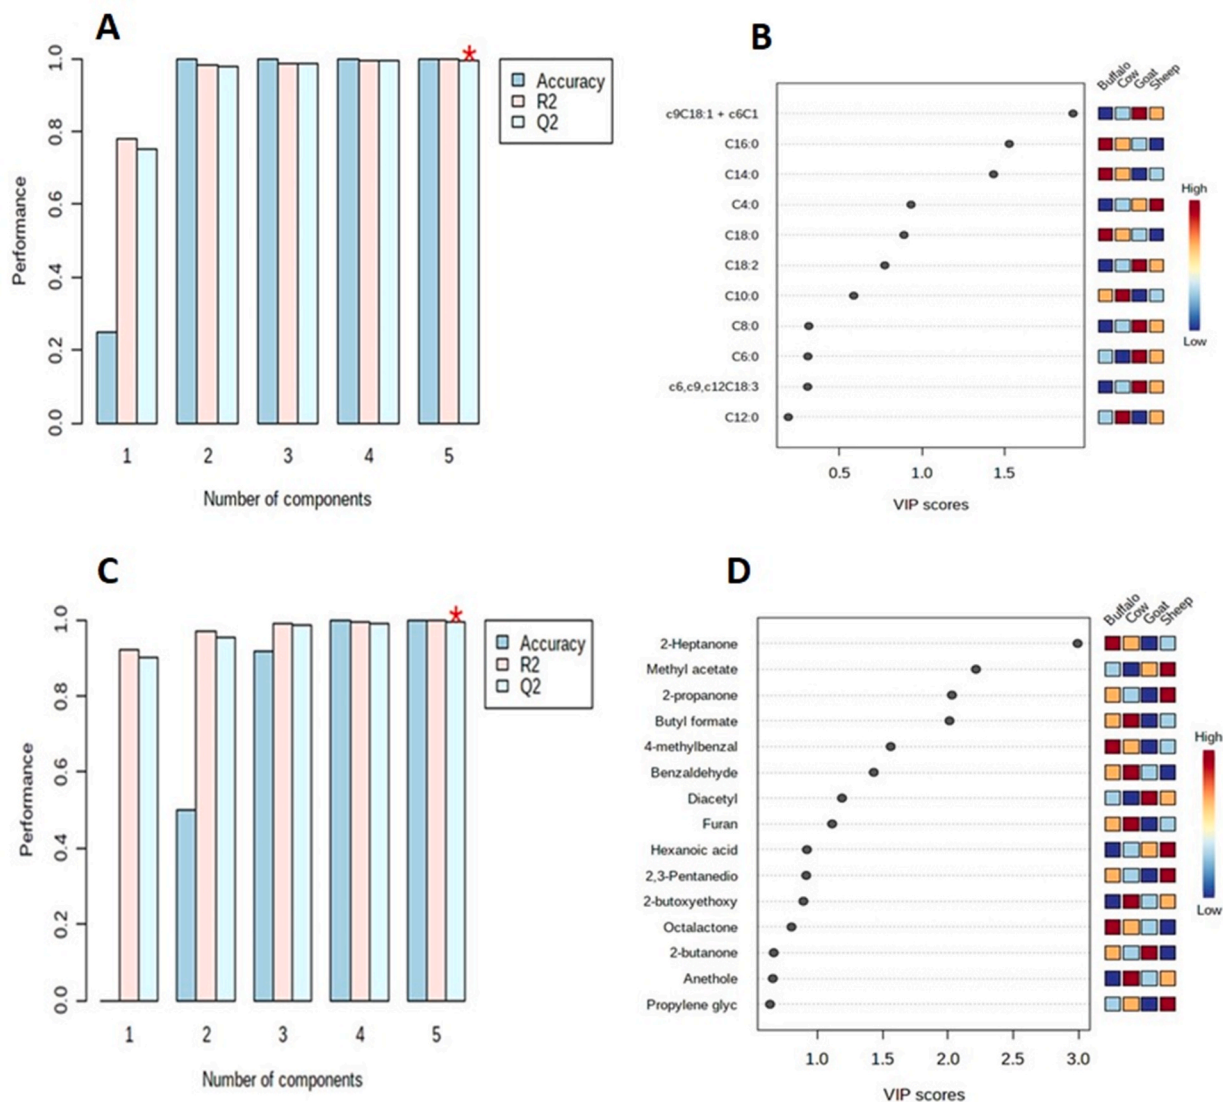 A
1.0
0.8
0.6
0.4
0.2
0.0
Performance
1 2 3 4 5
Number of components
Accuracy
R2
Q2
*
B
Buffalo Cow Goat Sheep
c9C18:1 + c6C1
C16:0
C14:0
C4:0
C18:0
C18:2
C10:0
C8:0
C6:0
c6,c9,c12C18:3
C12:0
0.5 1.0 1.5
VIP scores
High
Low
C
1.0
0.8
0.6
0.4
0.2
0.0
Performance
1 2 3 4 5
Number of components
Accuracy
R2
Q2
*
D
Buffalo Cow Goat Sheep
2-Heptanone
Methyl acetate
2-propanone
Butyl formate
4-methylbenzal
Benzaldehyde
Diacetyl
Furan
Hexanoic acid
2,3-Pentanedio
2-butoxyethoxy
Octalactone
2-butanone
Anethole
Propylene glyc
1.0 1.5 2.0 2.5 3.0
VIP scores
High
Low